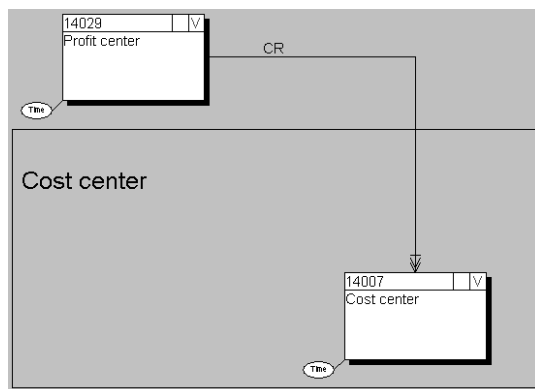 14029 V
Profit center
CR
Time
Cost center
14007 V
Cost center
Time